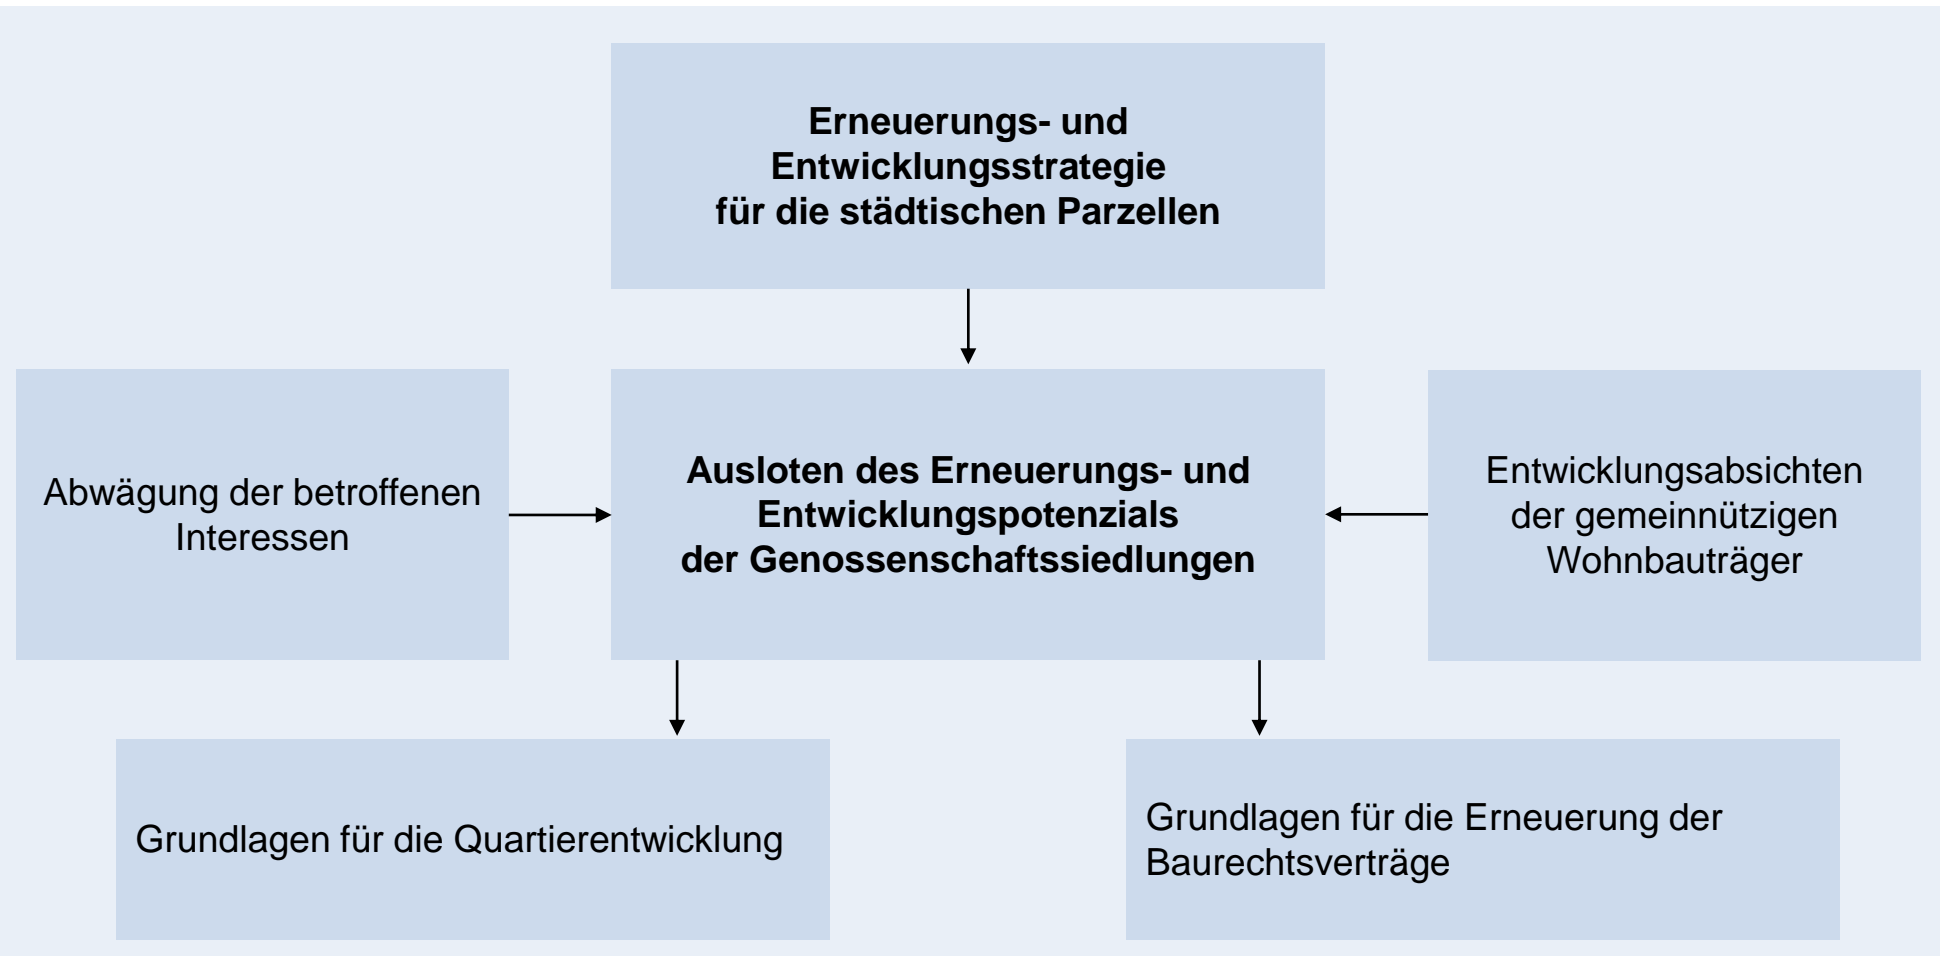 Erneuerungs- und
Entwicklungsstrategie
für die städtischen Parzellen
Abwägung der betroffenen
Interessen
Ausloten des Erneuerungs- und
Entwicklungspotenzials
der Genossenschaftssiedlungen
Entwicklungsabsichten
der gemeinnützigen
Wohnbauträger
Grundlagen für die Quartierentwicklung
Grundlagen für die Erneuerung der
Baurechtsverträge